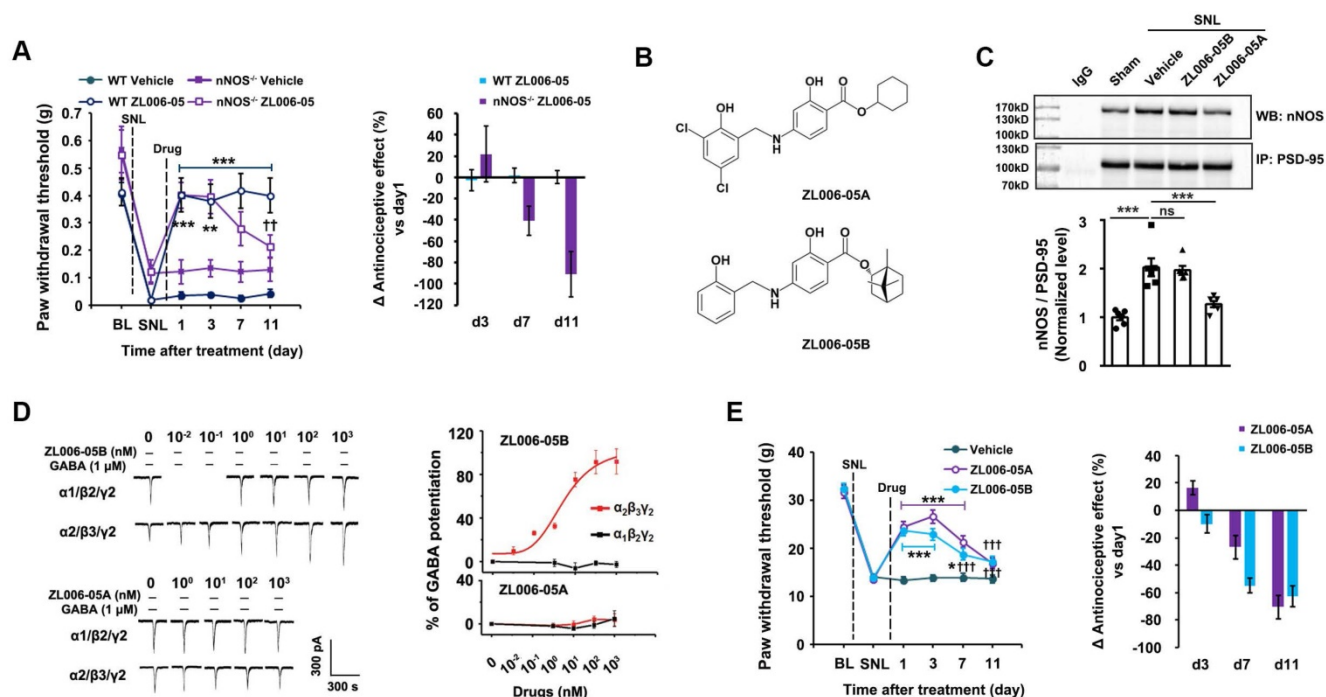 A
WT Vehicle
nNOS-/- Vehicle
WT ZL006-05
nNOS-/- ZL006-05
Paw withdrawal threshold (g)
0.7
0.6
0.5
0.4
0.3
0.2
0.1
0
SNL
Drug
***
***
**
††
BL SNL 1 3 7 11
Time after treatment (day)
WT ZL006-05
nNOS-/- ZL006-05
Δ Antinociceptive effect (%)
vs day1
60
40
20
0
-20
-40
-60
-80
-100
-120
d3 d7 d11
B
OH
O
O
OH
Cl
N
H
Cl
ZL006-05A
OH
O
O
OH
N
H
ZL006-05B
C
SNL
IgG
Sham
Vehicle
ZL006-05B
ZL006-05A
170kD
130kD
100kD
WB: nNOS
130kD
100kD
70kD
IP: PSD-95
nNOS / PSD-95
(Normalized level)
3
2
1
0
***
ns
***
D
0 10-2 10-1 100 101 102 103
ZL006-05B (nM)
GABA (1 μM)
α1/β2/γ2
α2/β3/γ2
ZL006-05A (nM)
0 100 101 102 103
GABA (1 μM)
α1/β2/γ2
α2/β3/γ2
300 pA
300 s
% of GABA potentiation
120
80
40
0
ZL006-05B
α2β3γ2
α1β2γ2
40
0
ZL006-05A
0 10-2 10-1 100 101 102 103
Drugs (nM)
E
Vehicle
ZL006-05A
ZL006-05B
Paw withdrawal threshold (g)
40
30
20
10
0
SNL
Drug
***
***
* †††
†††
†††
BL SNL 1 3 7 11
Time after treatment (day)
ZL006-05A
ZL006-05B
Δ Antinociceptive effect (%)
vs day1
40
20
0
-20
-40
-60
-80
-100
d3 d7 d11